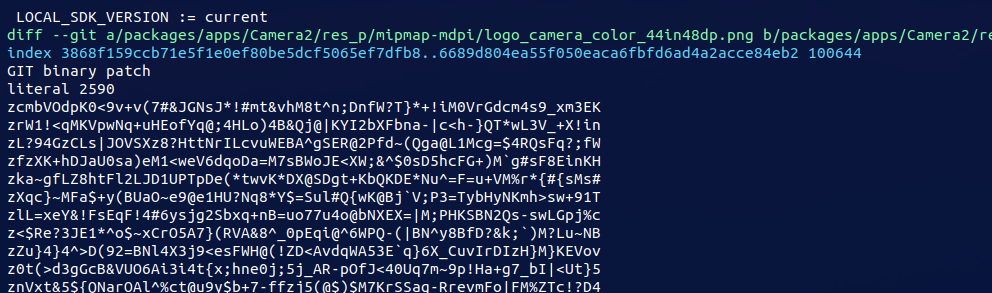 LOCAL_SDK_VERSION := current
diff --git a/packages/apps/Camera2/res_p/mipmap-mdpi/logo_camera_color_44in48dp.png b/packages/apps/Camera2/re
index 3868f159ccb71e5f1e0ef80be5dcf5065ef7dfb8..6689d804ea55f050eaca6fbfd6ad4a2acce84eb2 100644
GIT binary patch
literal 2590
zcmbVOdpK0<9v+v(7#&JGNsJ*!#mt&vhM8t^n;DnfW?T}*+!iM0VrGdcm4s9_xm3EK
zrW1!<qMKVpwNq+uHEofYq@;4HLo)4B&Qj@|KYI2bXFbna-|c<h-}QT*wL3V_+X!in
zL?94GzCLs|JOVSXz8?HttNrILcvuWEBA^gSER@2Pfd~(Qga@L1Mcg=$4RQsFq?;fW
zfzXK+hDJaU0sa)eM1<weV6dqoDa=M7sBWoJE<XW;&^$0sD5hcFG+)M`g#sF8EinKH
zka~gfLZ8htFl2LJD1UPTpDe(*twvK*DX@SDgt+KbQKDE*Nu^=F=u+VM%r*{#{sMs#
zXqc}~MFa$+y(BUaO~e9@e1HU?Nq8*Y$=Sul#Q{wK@Bj`V;P3=TybHyNKmh>sw+91T
zlL=xeY&!FsEqF!4#6ysjg2Sbxq+nB=uo77u4o@bNXEX=|M;PHKSBN2Qs-swLGpj%c
z<$Re?3JE1*^o$~xCrO5A7}(RVA&8^_0pEqi@^6WPQ-(|BN^y8BfD?&k;`)M?Lu~NB
zZu}4}4^>D(92=BNl4X3j9<esFWH@(!ZD<AvdqWA53E`q}6X_CuvIrDIzH}M}KEVov
z0t(>d3gGcB&VUO6Ai3i4t{x;hne0j;5j_AR-pOfJ<40Uq7m~9p!Ha+g7_bI|<Ut}5
znVxt&5${QNarOAl^%ct@u9y$b+7-ffzj5(@$)$M7KrSSaq-RrevmFo|FM%ZTc!?D4